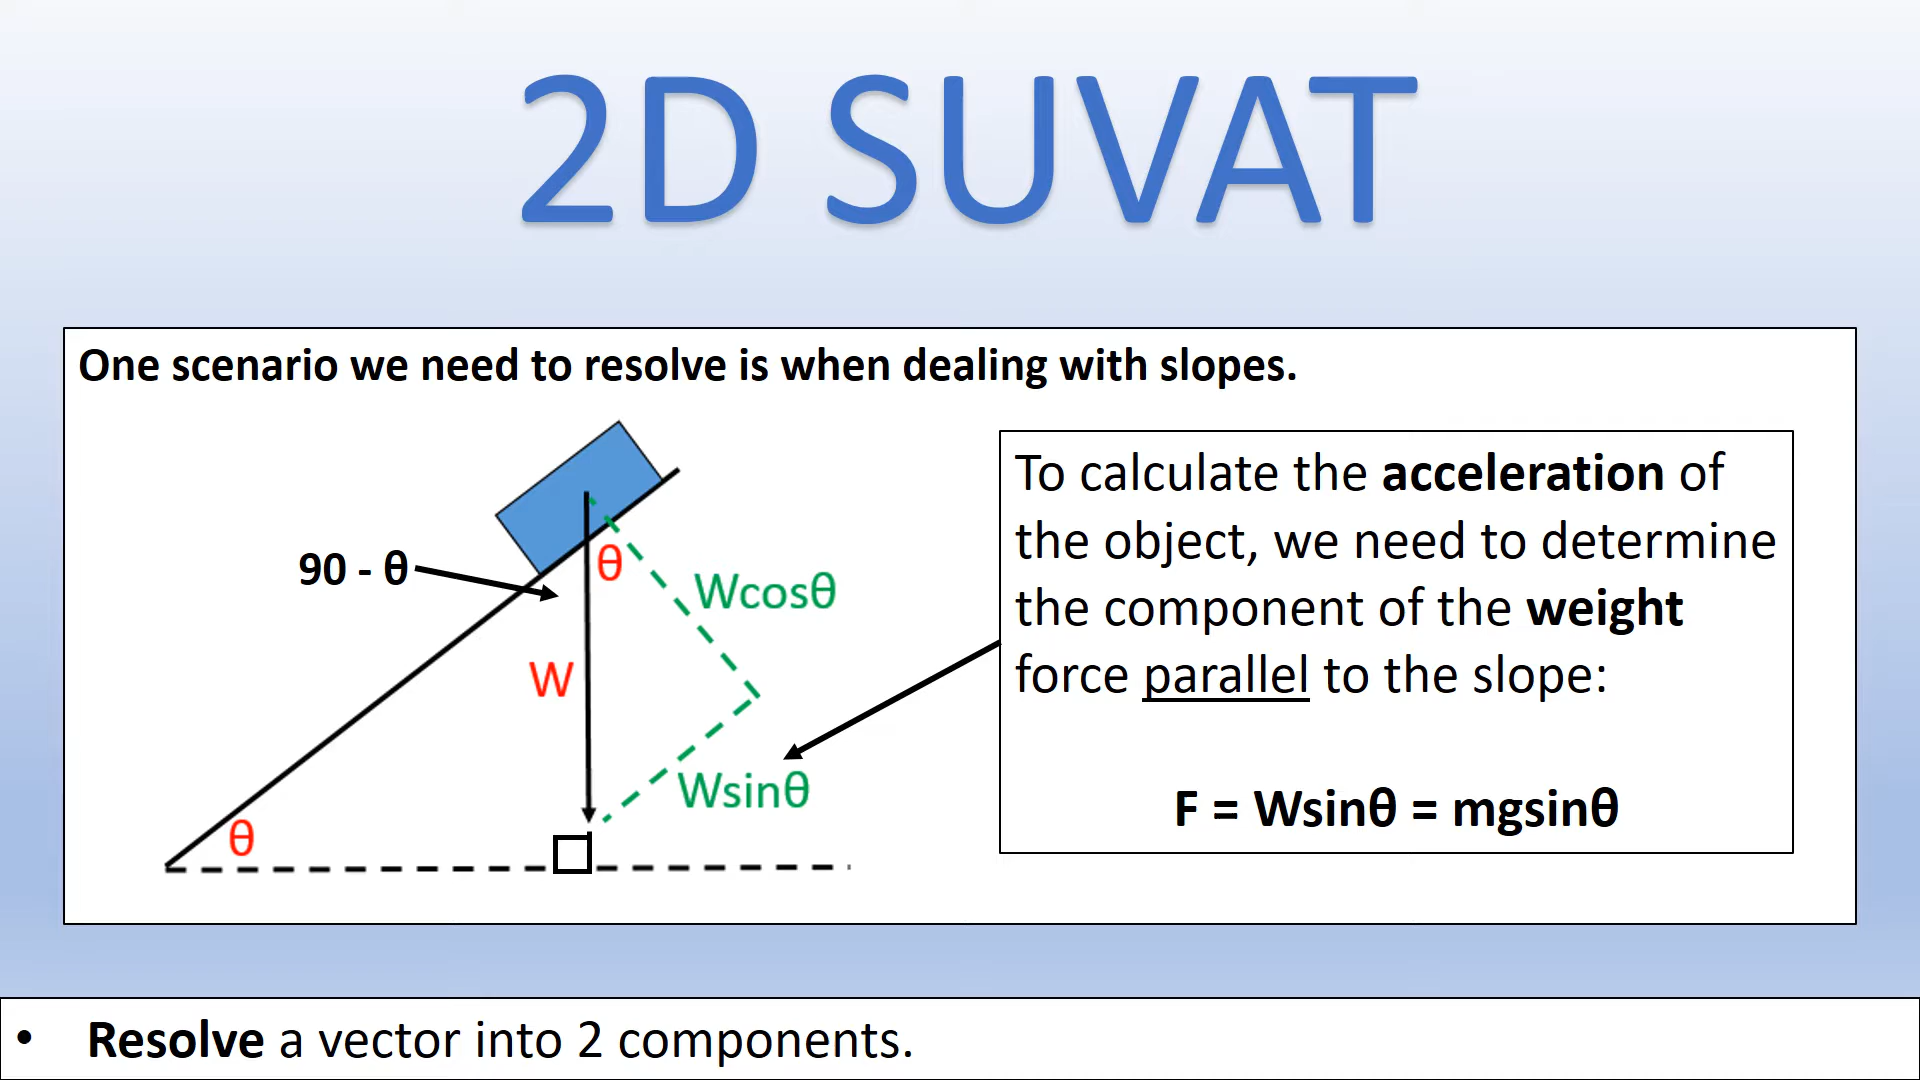 2D SUVAT
One scenario we need to resolve is when dealing with slopes.
90 - θ
θ
Wcosθ
W
Wsinθ
θ
To calculate the acceleration of
the object, we need to determine
the component of the weight
force parallel to the slope:
F = Wsinθ = mgsinθ
• Resolve a vector into 2 components.